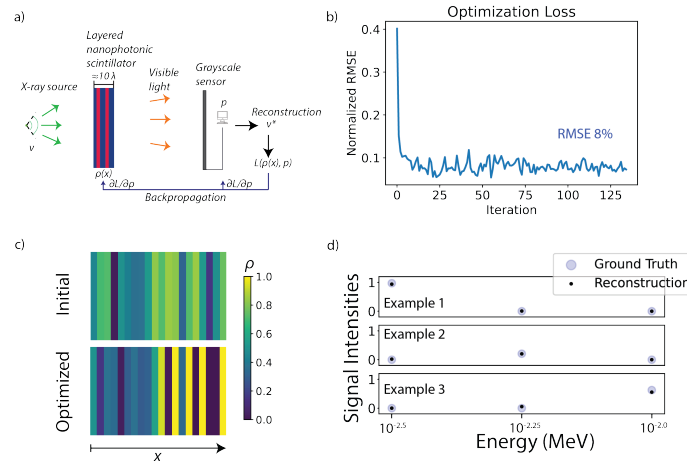 a)
Layered
nanophotonic
scintillator
≈10 λ
X-ray source
Visible
light
Grayscale
sensor
p
Reconstruction
v*
v
L(p(x), p)
ρ(x)
∂L/∂ρ
∂L/∂p
Backpropagation
b)
Optimization Loss
Normalized RMSE
0.4
0.3
0.2
0.1
RMSE 8%
0 25 50 75 100 125
Iteration
c)
Initial
Optimized
ρ
1.0
0.8
0.6
0.4
0.2
0.0
x
d)
Ground Truth
Reconstruction
Signal Intensities
1
0
Example 1
1
0
Example 2
1
0
Example 3
10^-2.5 10^-2.25 10^-2.0
Energy (MeV)